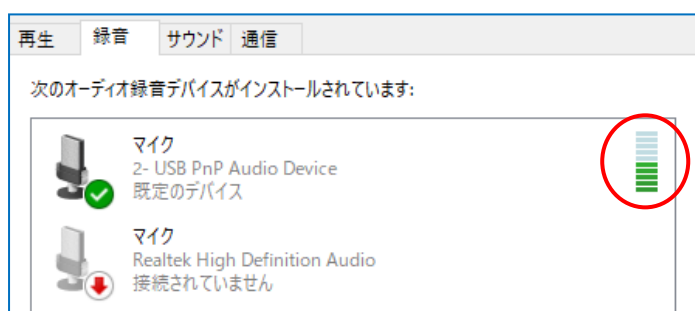 再生 録音 サウンド 通信
次のオーディオ録音デバイスがインストールされています:
マイク
2- USB PnP Audio Device
既定のデバイス
マイク
Realtek High Definition Audio
接続されていません